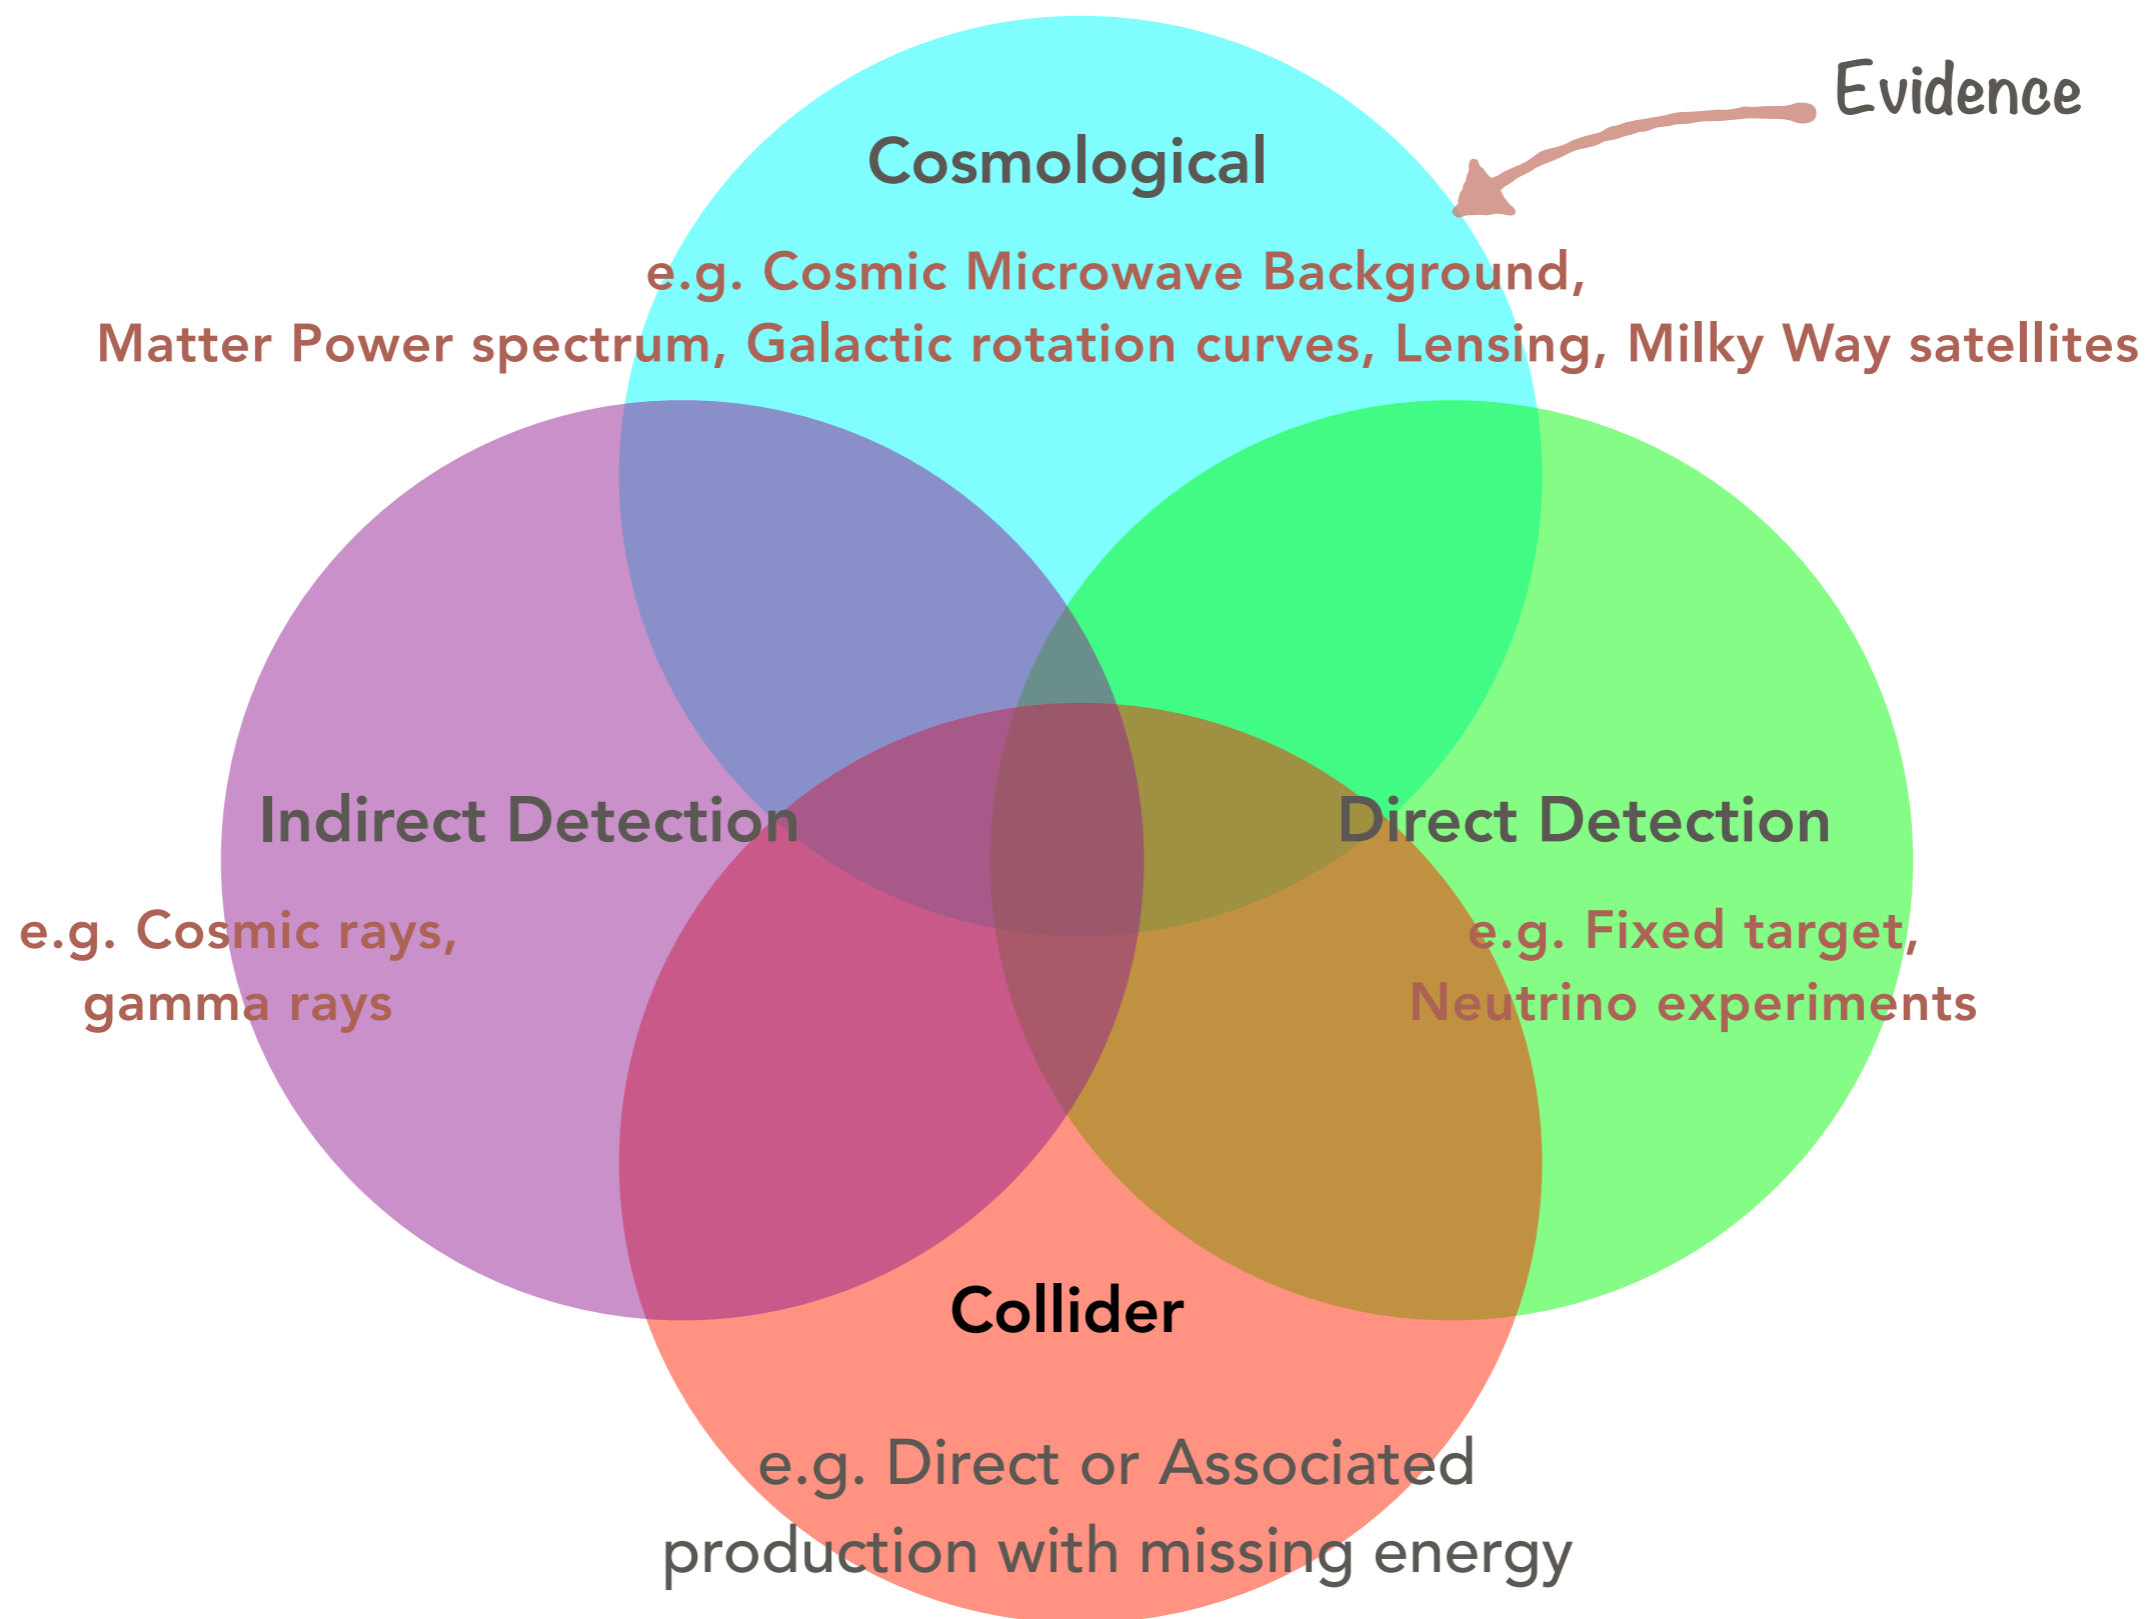 Evidence
Cosmological
e.g. Cosmic Microwave Background,
Matter Power spectrum, Galactic rotation curves, Lensing, Milky Way satellites
Indirect Detection
Direct Detection
e.g. Cosmic rays,
gamma rays
e.g. Fixed target,
Neutrino experiments
Collider
e.g. Direct or Associated
production with missing energy